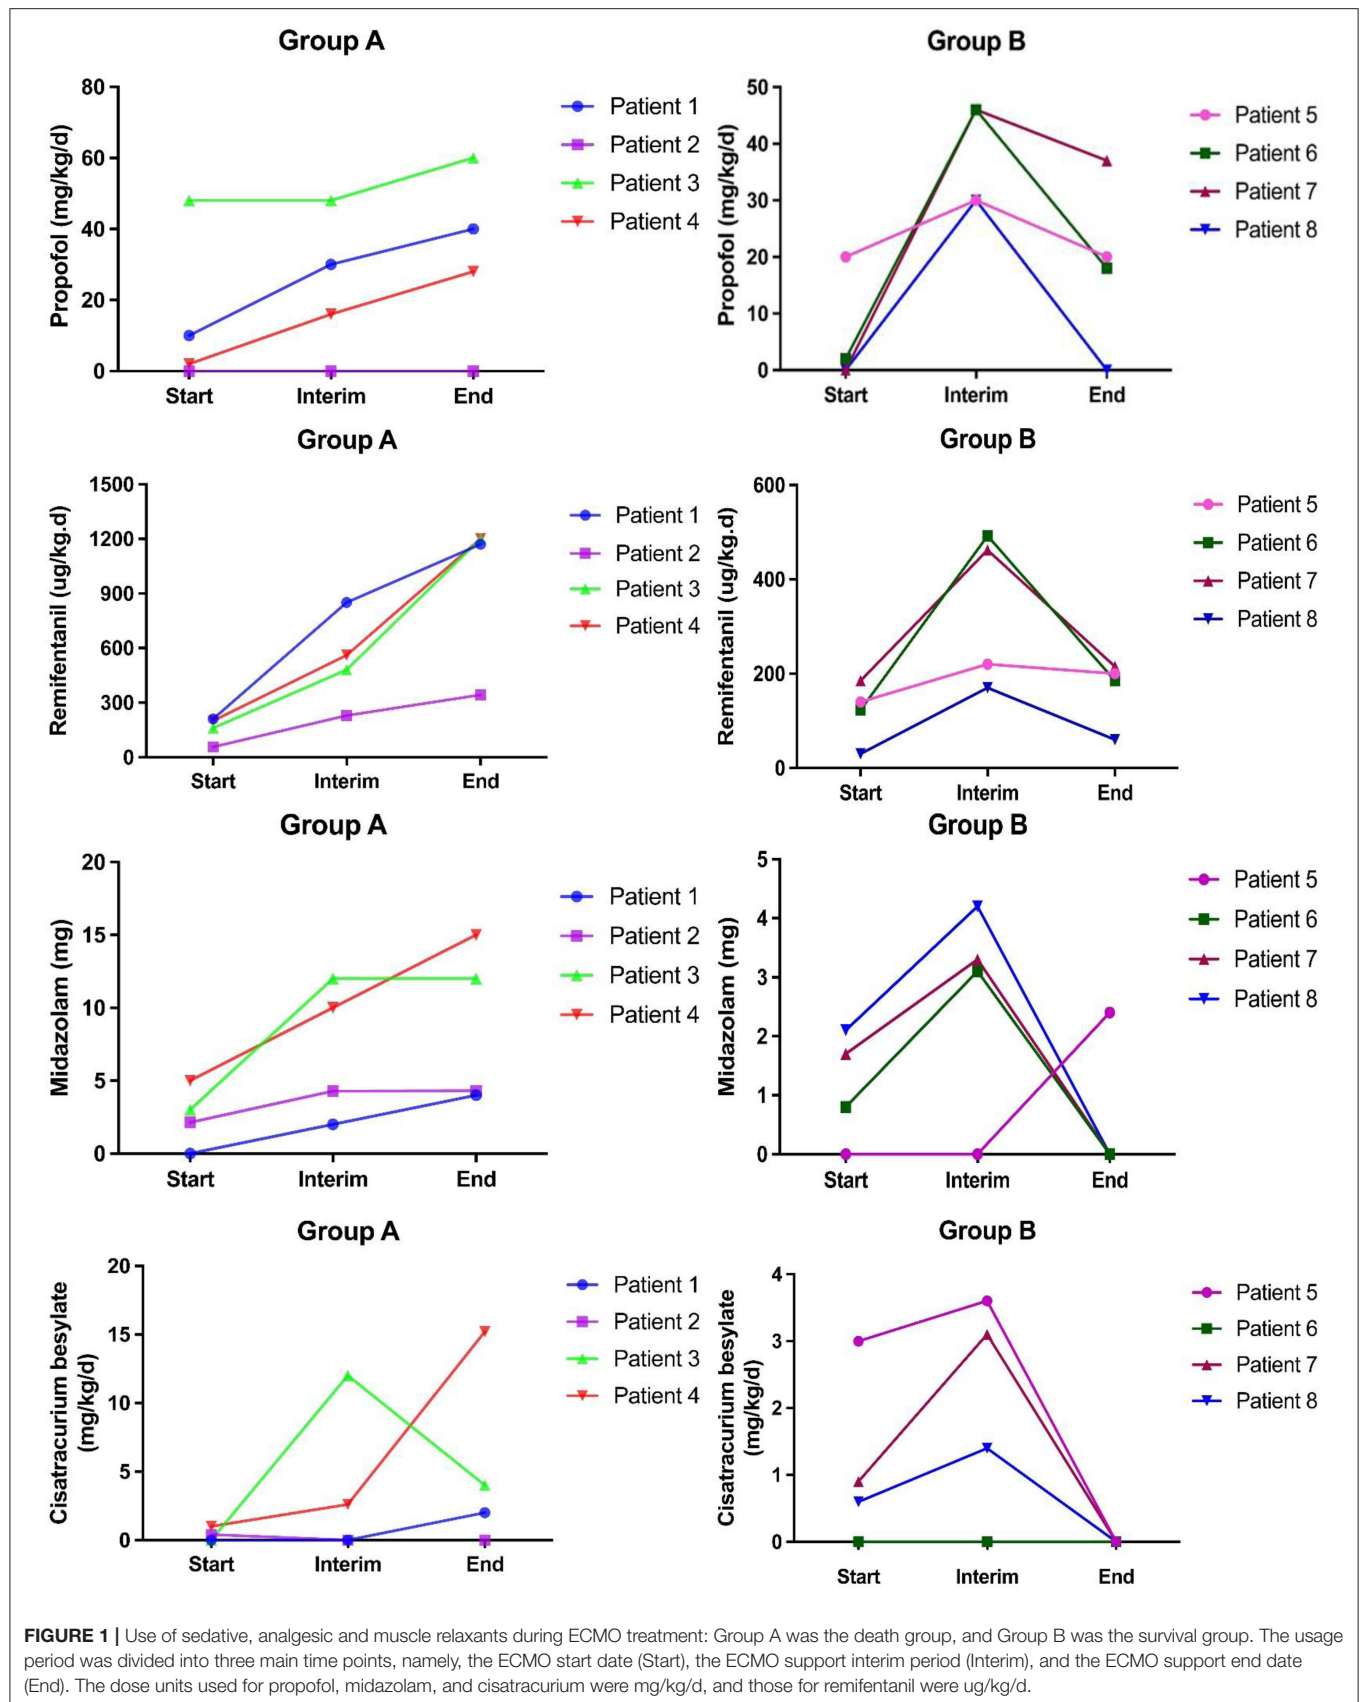 Group A
80
60
40
20
0
Propofol (mg/kg/d)
Start Interim End
Patient 1
Patient 2
Patient 3
Patient 4
Group B
50
40
30
20
10
0
Propofol (mg/kg/d)
Start Interim End
Patient 5
Patient 6
Patient 7
Patient 8
Group A
1500
1200
900
600
300
0
Remifentanil (ug/kg.d)
Start Interim End
Patient 1
Patient 2
Patient 3
Patient 4
Group B
600
400
200
0
Remifentanil (ug/kg.d)
Start Interim End
Patient 5
Patient 6
Patient 7
Patient 8
Group A
20
15
10
5
0
Midazolam (mg)
Start Interim End
Patient 1
Patient 2
Patient 3
Patient 4
Group B
5
4
3
2
1
0
Midazolam (mg)
Start Interim End
Patient 5
Patient 6
Patient 7
Patient 8
Group A
20
15
10
5
0
Cisatracurium besylate
(mg/kg/d)
Start Interim End
Patient 1
Patient 2
Patient 3
Patient 4
Group B
4
3
2
1
0
Cisatracurium besylate
(mg/kg/d)
Start Interim End
Patient 5
Patient 6
Patient 7
Patient 8
FIGURE 1 | Use of sedative, analgesic and muscle relaxants during ECMO treatment: Group A was the death group, and Group B was the survival group. The usage
period was divided into three main time points, namely, the ECMO start date (Start), the ECMO support interim period (Interim), and the ECMO support end date
(End). The dose units used for propofol, midazolam, and cisatracurium were mg/kg/d, and those for remifentanil were ug/kg/d.